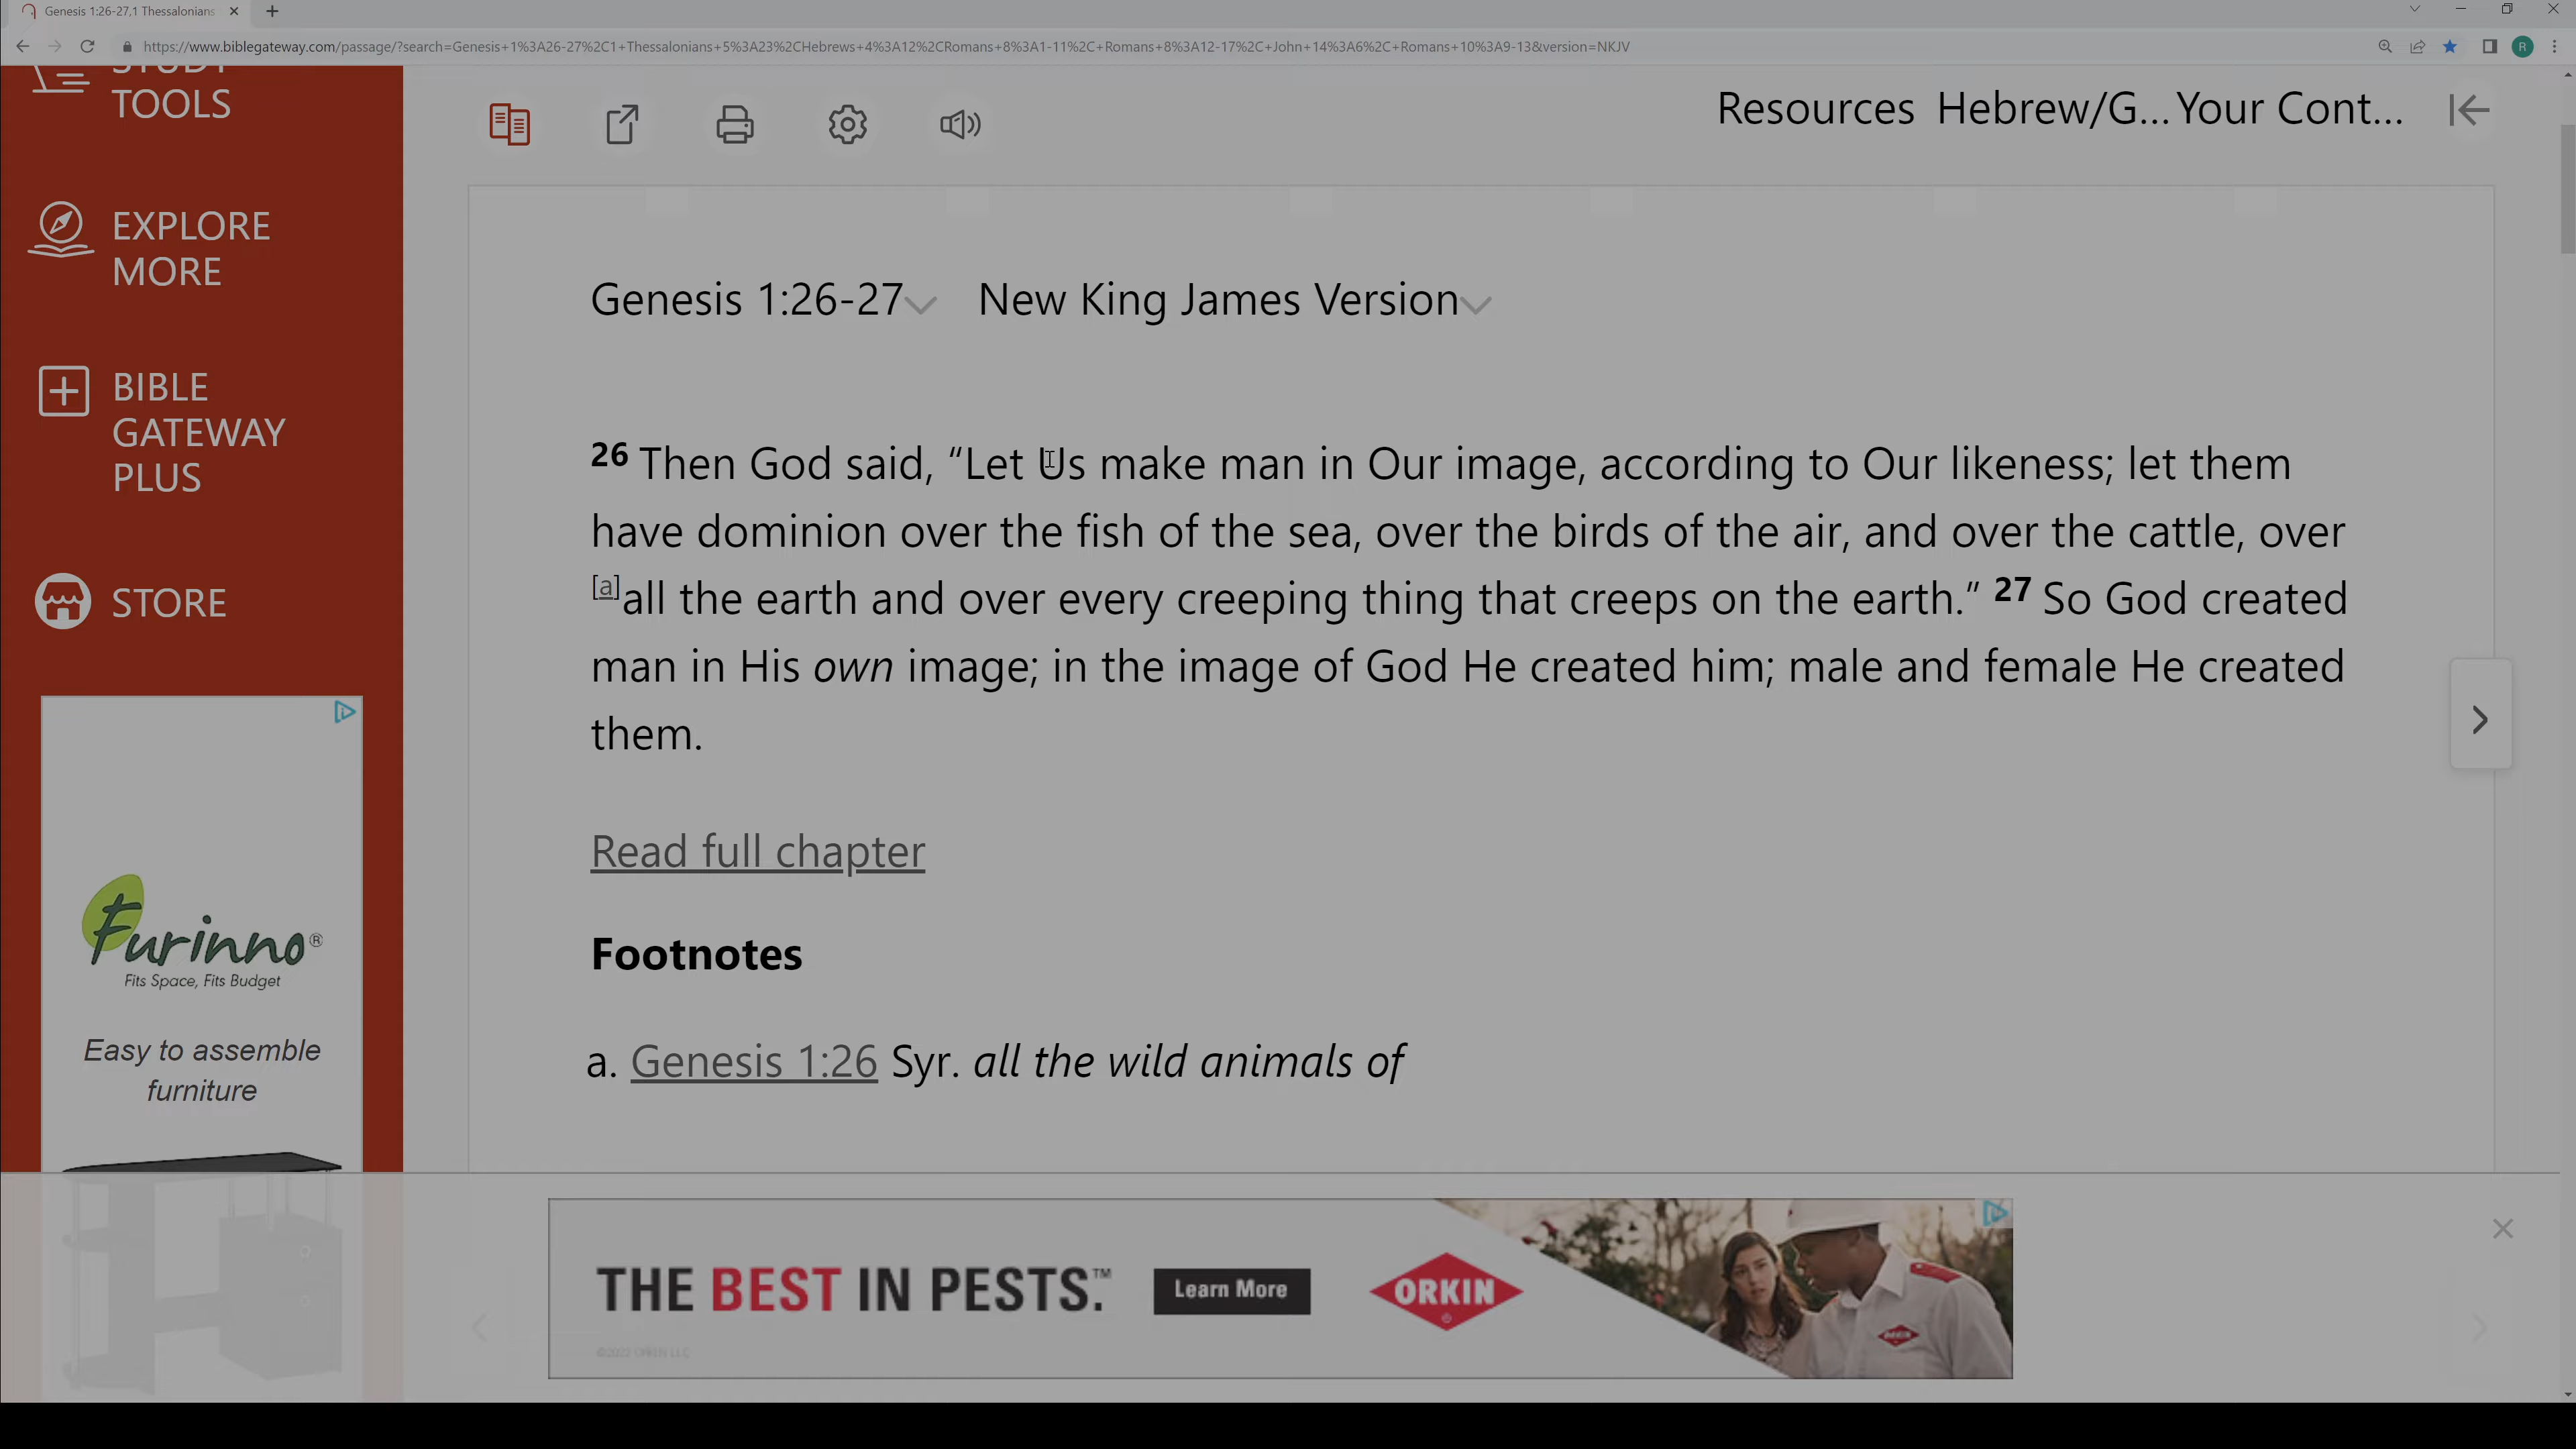 Genesis 1:26-27,1 Thessalonians
https://www.biblegateway.com/passage/?search=Genesis+1%3A26-27%2C1+Thessalonians+5%3A23%2CHebrews+4%3A12%2CRomans+8%3A1-11%2C+Romans+8%3A12-17%2C+John+14%3A6%2C+Romans+10%3A9-13&version=NKJV
R
STUDY
TOOLS
EXPLORE
MORE
BIBLE
GATEWAY
PLUS
STORE
Furinno®
Fits Space, Fits Budget
Easy to assemble
furniture
Resources Hebrew/G... Your Cont...
Genesis 1:26-27 New King James Version
26 Then God said, “Let Us make man in Our image, according to Our likeness; let them
have dominion over the fish of the sea, over the birds of the air, and over the cattle, over
[a]all the earth and over every creeping thing that creeps on the earth.” 27 So God created
man in His own image; in the image of God He created him; male and female He created
them.
Read full chapter
Footnotes
a. Genesis 1:26 Syr. all the wild animals of
THE BEST IN PESTS.™
Learn More
ORKIN
©2022 ORKIN LLC